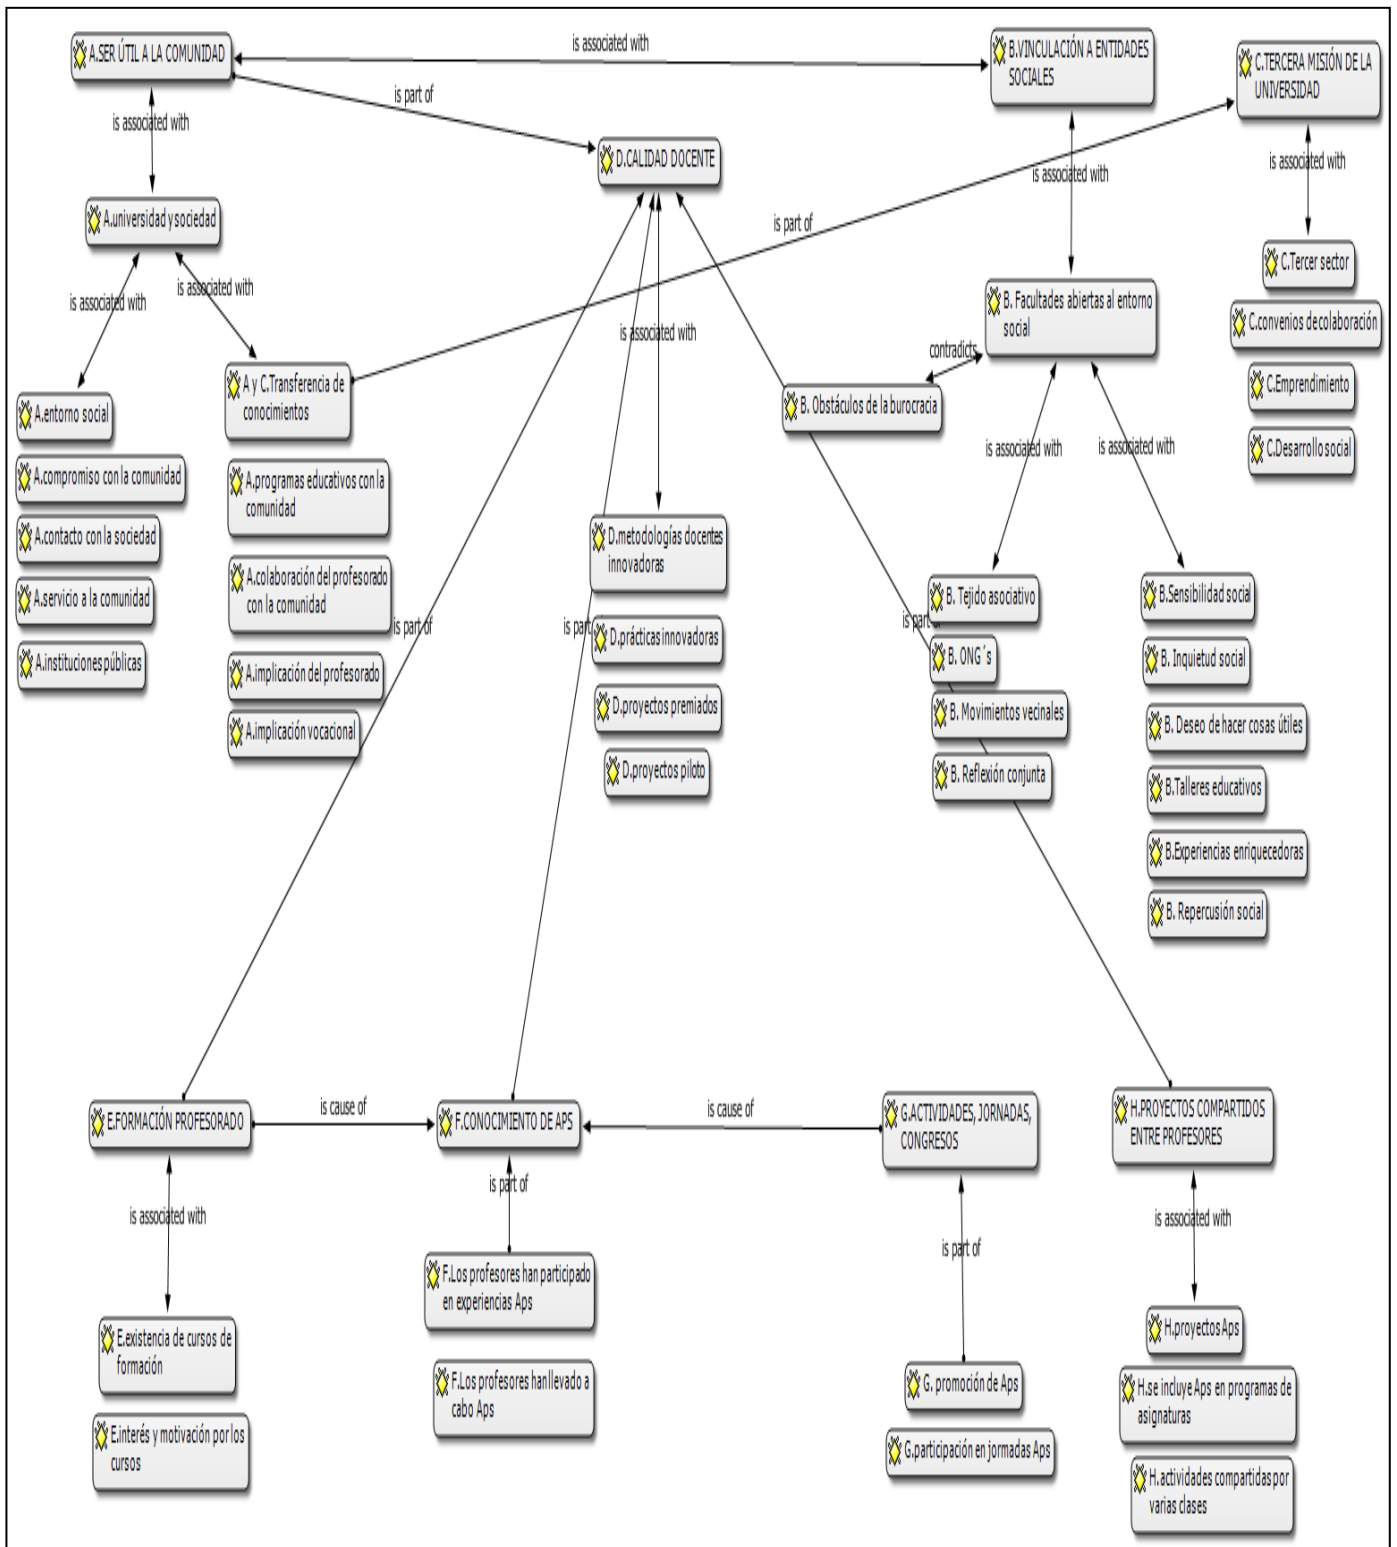 A.SER ÚTIL A LA COMUNIDAD
is associated with
B.VINCULACIÓN A ENTIDADES
SOCIALES
C.TERCERA MISIÓN DE LA
UNIVERSIDAD
is part of
is associated with
D.CALIDAD DOCENTE
is associated with
is associated with
A.universidad y sociedad
is part of
C.Tercer sector
is associated with
is associated with
B. Facultades abiertas al entorno
social
C.convenios de colaboración
is associated with
contradicts
A y C.Transferencia de
conocimientos
C.Emprendimiento
B. Obstáculos de la burocracia
A.entorno social
is associated with
is associated with
C.Desarrollo social
A.compromiso con la comunidad
A.programas educativos con la
comunidad
A.contacto con la sociedad
D.metodologías docentes
innovadoras
A.servicio a la comunidad
A.colaboración del profesorado
con la comunidad
B. Tejido asociativo
B.Sensibilidad social
is part of
is part
is part of
D.prácticas innovadoras
A.instituciones públicas
A.implicación del profesorado
B. ONG´s
B. Inquietud social
D.proyectos premiados
B. Movimientos vecinales
A.implicación vocacional
B. Deseo de hacer cosas útiles
D.proyectos piloto
B. Reflexión conjunta
B.Talleres educativos
B.Experiencias enriquecedoras
B. Repercusión social
E.FORMACIÓN PROFESORADO
is cause of
F.CONOCIMIENTO DE APS
is cause of
G.ACTIVIDADES, JORNADAS,
CONGRESOS
H.PROYECTOS COMPARTIDOS
ENTRE PROFESORES
is associated with
is part of
is part of
is associated with
F.Los profesores han participado
en experiencias Aps
E.existencia de cursos de
formación
H.proyectos Aps
F.Los profesores han llevado a
cabo Aps
G. promoción de Aps
H.se incluye Aps en programas de
asignaturas
E.interés y motivación por los
cursos
G.participación en jormadas Aps
H.actividades compartidas por
varias clases